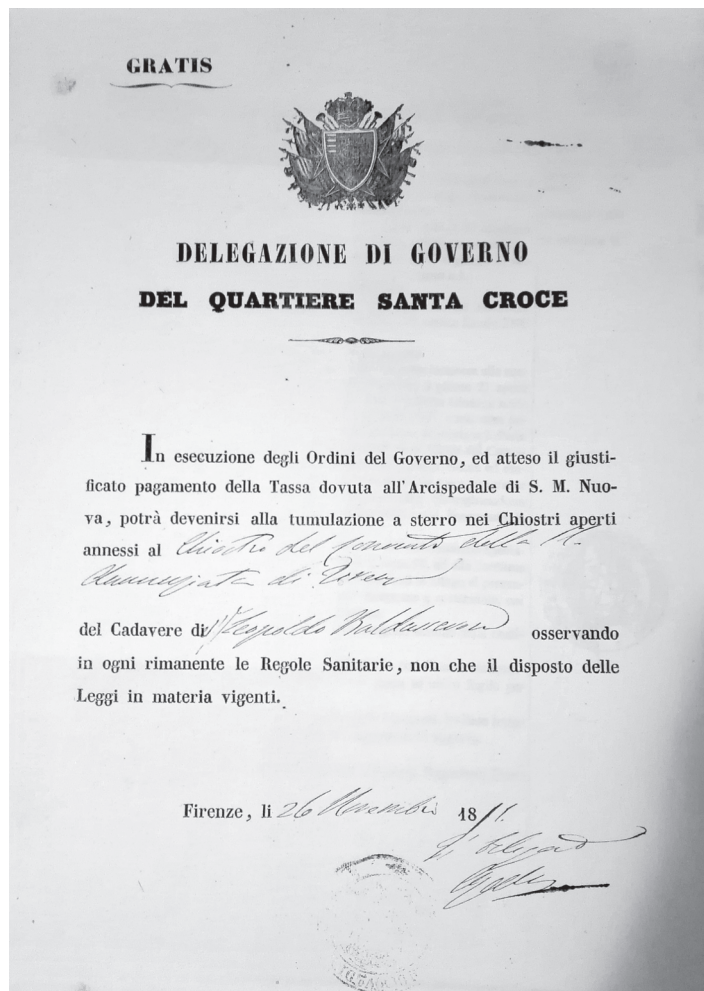 GRATIS
DELEGAZIONE DI GOVERNO
DEL QUARTIERE SANTA CROCE
In esecuzione degli Ordini del Governo, ed atteso il giusti-
ficato pagamento della Tassa dovuta all'Arcispedale di S. M. Nuo-
va, potrà devenirsi alla tumulazione a sterro nei Chiostri aperti
annessi al Chiostro del convento della SS.
Annunziata di
del Cadavere di Leopoldo osservando
in ogni rimanente le Regole Sanitarie, non che il disposto delle
Leggi in materia vigenti.
Firenze, li 26 Novembre 18
Il Delegato